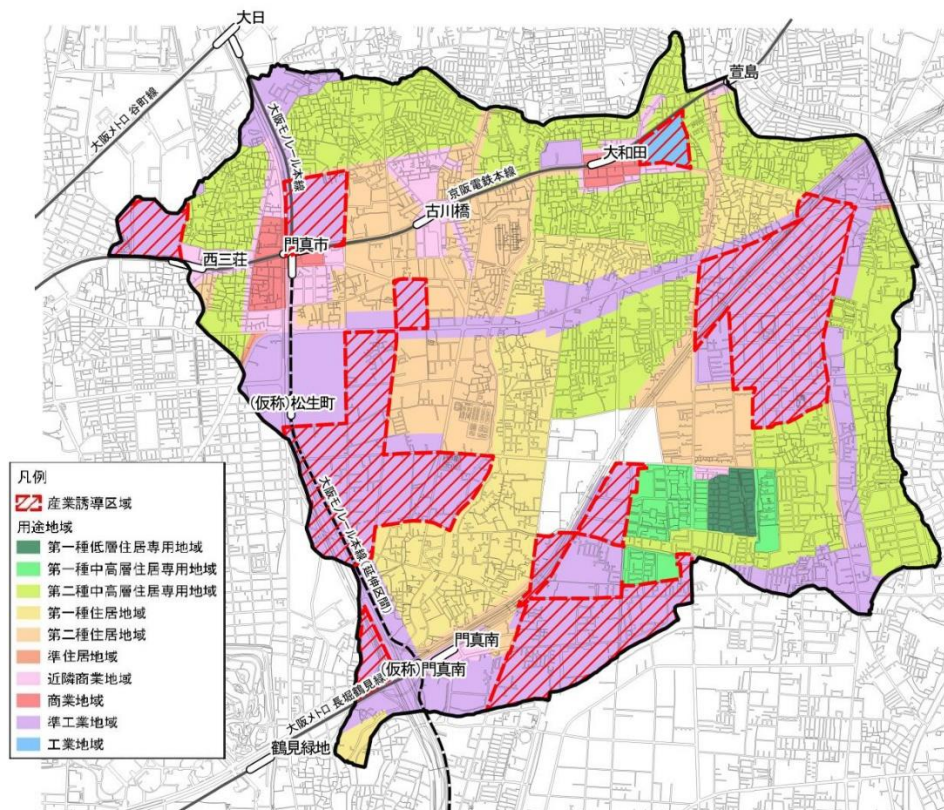 大日
萱島
大阪メトロ 谷町線
大阪モノレール本線
大和田
京阪電鉄本線
古川橋
西三荘
門真市
(仮称)松生町
大阪モノレール本線(延伸区間)
門真南
(仮称)門真南
大阪メトロ 長堀鶴見線
鶴見緑地
凡例
産業誘導区域
用途地域
第一種低層住居専用地域
第一種中高層住居専用地域
第二種中高層住居専用地域
第一種住居地域
第二種住居地域
準住居地域
近隣商業地域
商業地域
準工業地域
工業地域